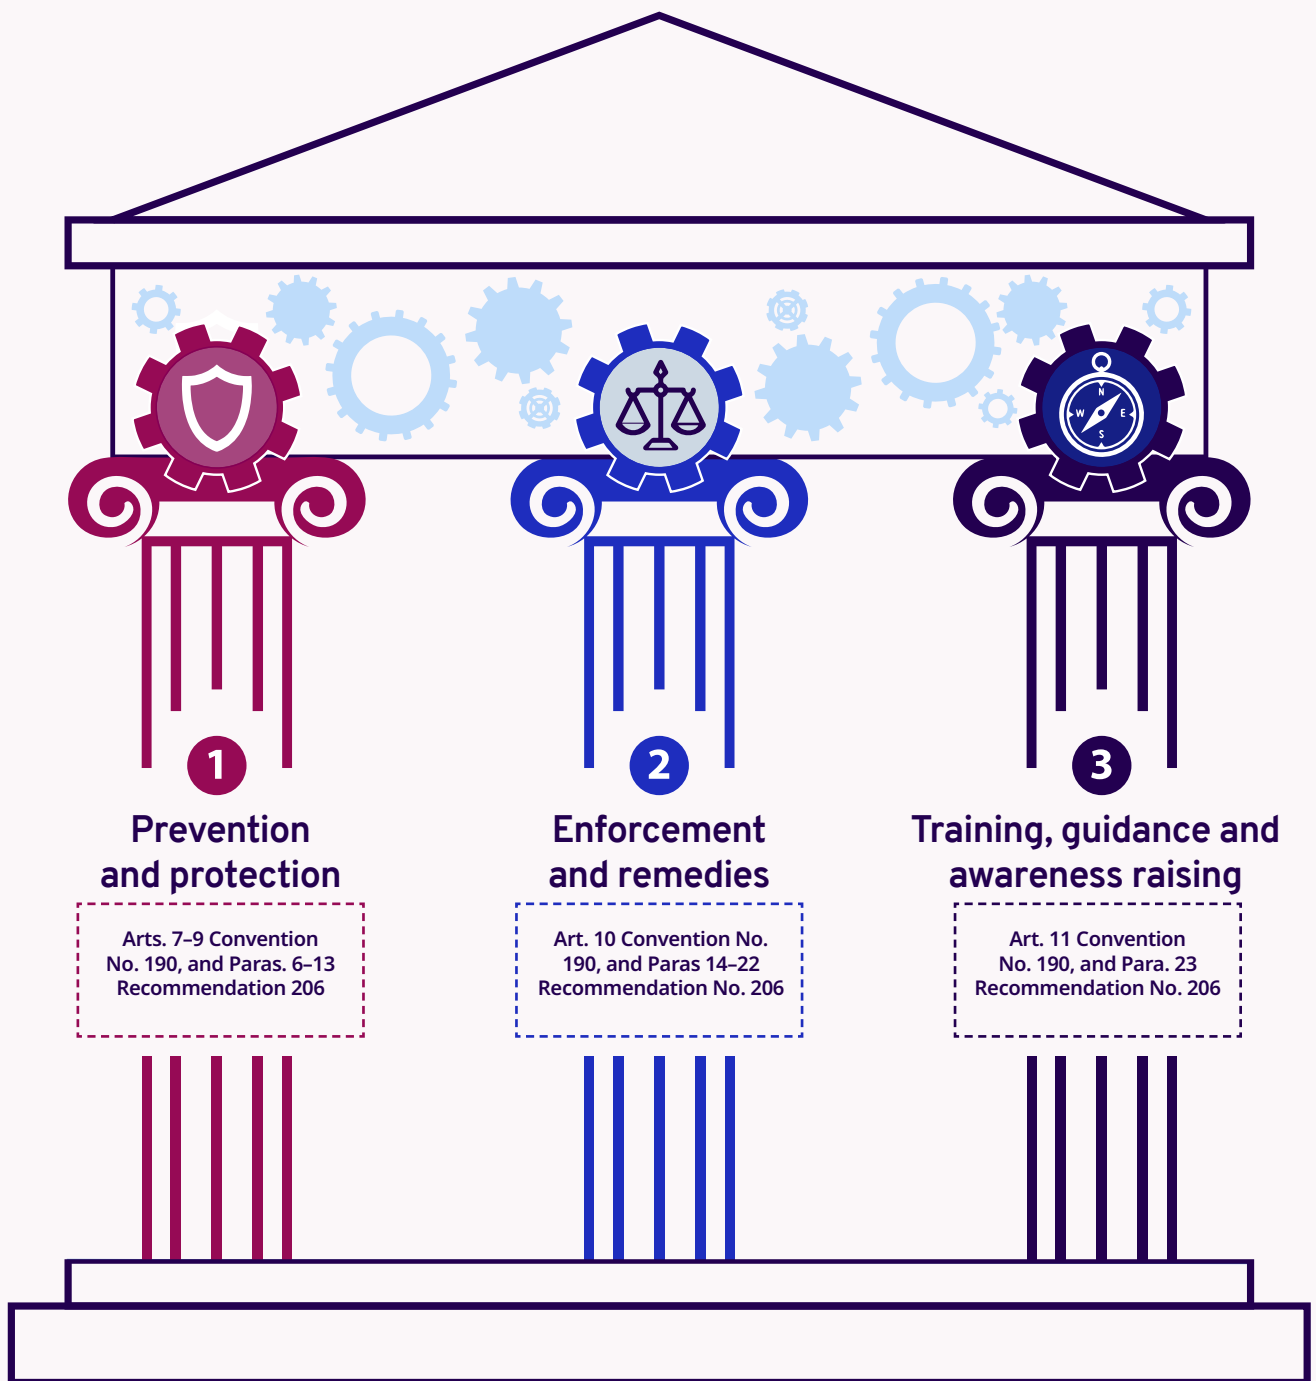 N
W
E
S
1
Prevention
and protection
Arts. 7–9 Convention
No. 190, and Paras. 6–13
Recommendation 206
2
Enforcement
and remedies
Art. 10 Convention No.
190, and Paras 14–22
Recommendation No. 206
3
Training, guidance and
awareness raising
Art. 11 Convention
No. 190, and Para. 23
Recommendation No. 206